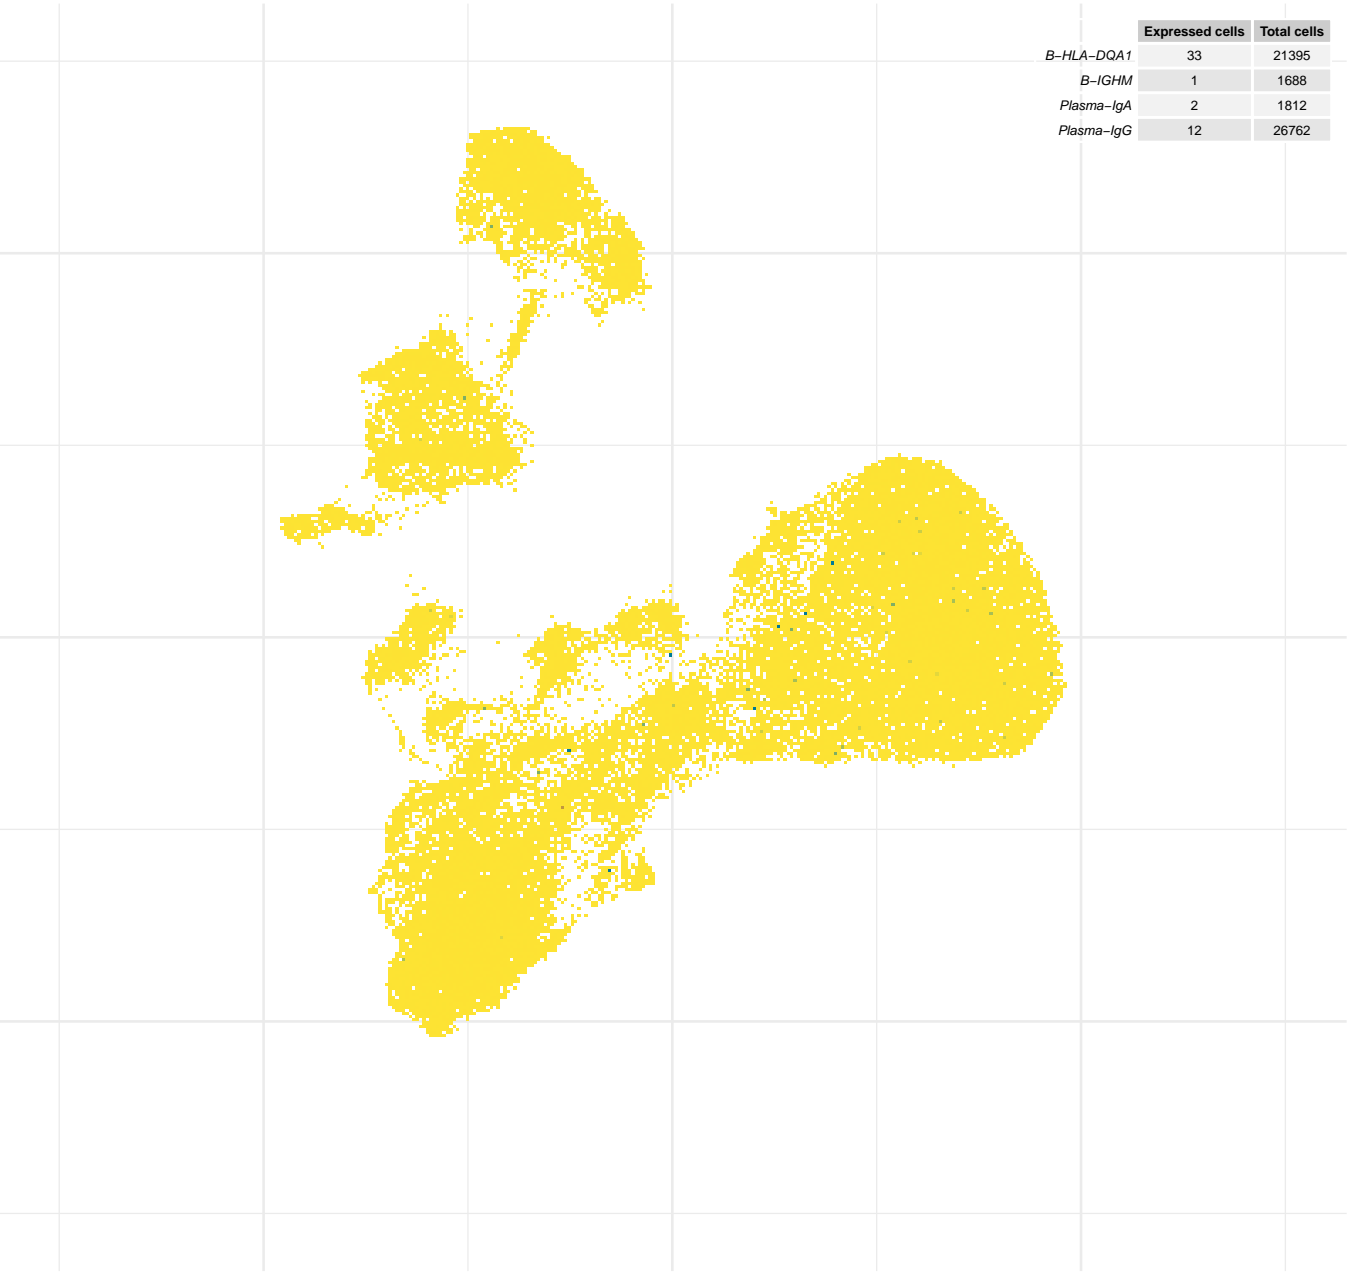 Expressed cells Total cells
B−HLA−DQA1 33 21395
B−IGHM 1 1688
Plasma−IgA 2 1812
Plasma−IgG 12 26762